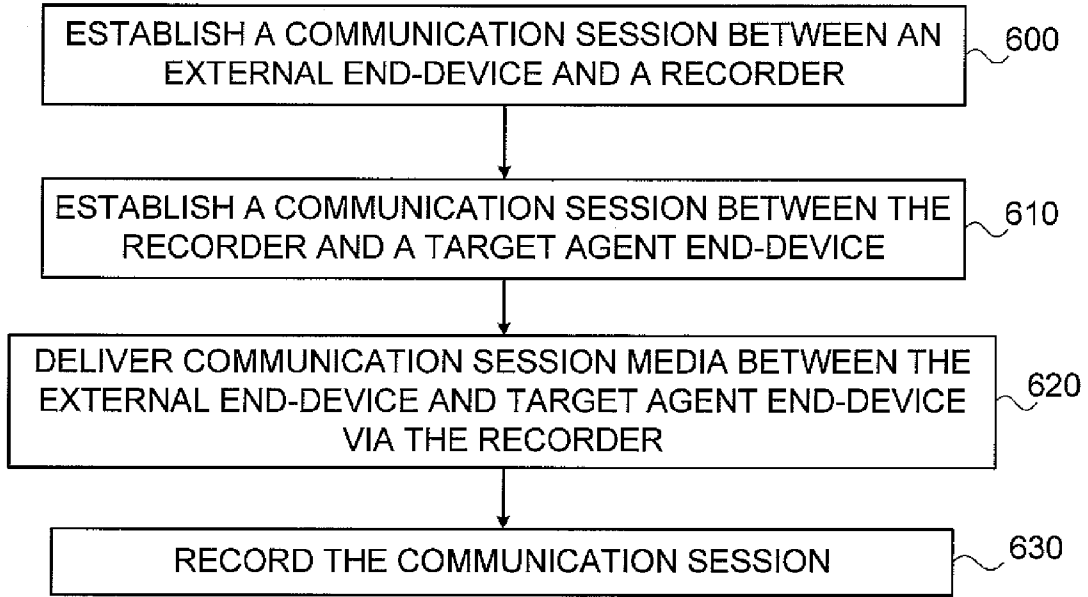 ESTABLISH A COMMUNICATION SESSION BETWEEN AN
EXTERNAL END-DEVICE AND A RECORDER
600
ESTABLISH A COMMUNICATION SESSION BETWEEN THE
RECORDER AND A TARGET AGENT END-DEVICE
610
DELIVER COMMUNICATION SESSION MEDIA BETWEEN THE
EXTERNAL END-DEVICE AND TARGET AGENT END-DEVICE
VIA THE RECORDER
620
RECORD THE COMMUNICATION SESSION
630